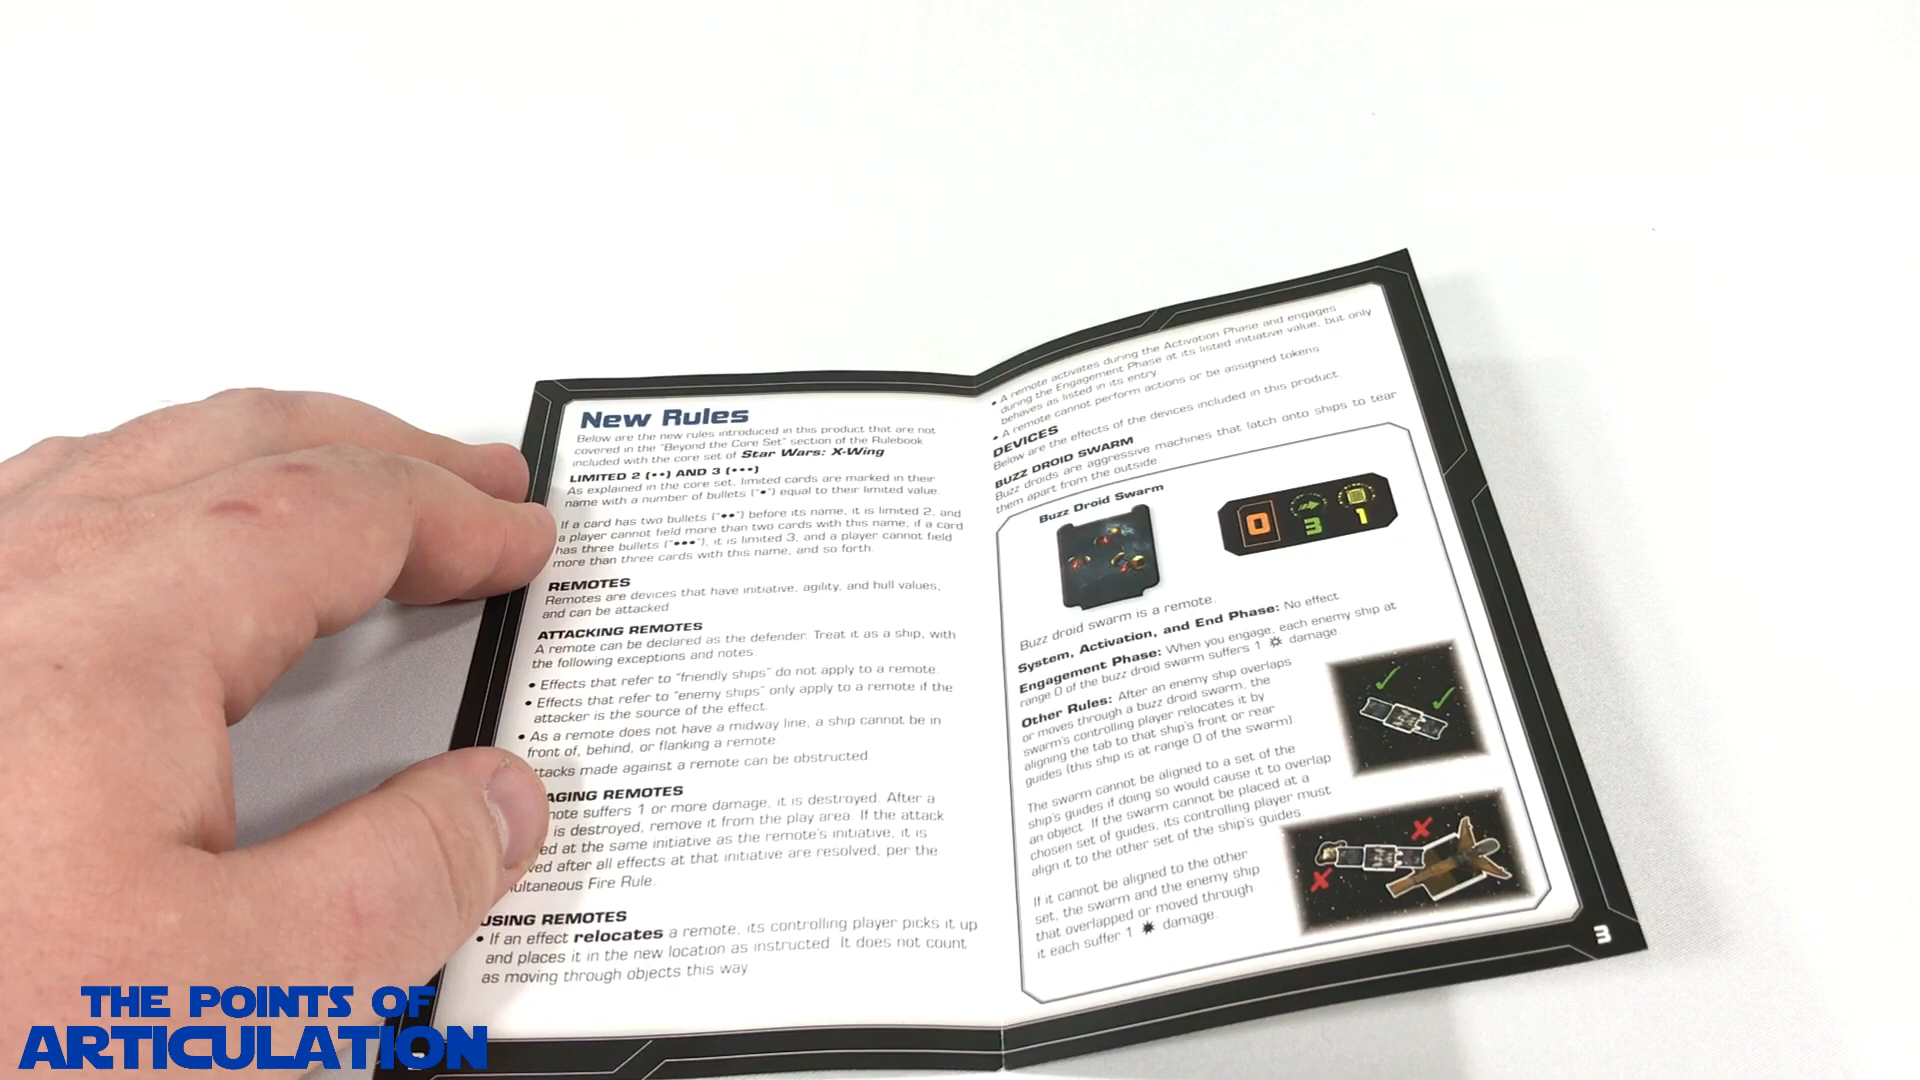 New Rules
Below are the new rules introduced in this product that are not
covered in the "Beyond the Core Set" section of the Rulebook
included with the core set of Star Wars: X-Wing
LIMITED 2 (••) AND 3 (•••)
As explained in the core set, limited cards are marked in their
name with a number of bullets ("•") equal to their limited value.
If a card has two bullets ("••") before its name, it is limited 2, and
a player cannot field more than two cards with this name; if a card
has three bullets ("•••"), it is limited 3, and a player cannot field
more than three cards with this name, and so forth.
REMOTES
Remotes are devices that have initiative, agility, and hull values,
and can be attacked.
ATTACKING REMOTES
A remote can be declared as the defender. Treat it as a ship, with
the following exceptions and notes:
• Effects that refer to "friendly ships" do not apply to a remote.
• Effects that refer to "enemy ships" only apply to a remote if the
attacker is the source of the effect.
• As a remote does not have a midway line, a ship cannot be in
front of, behind, or flanking a remote.
ttacks made against a remote can be obstructed.
AGING REMOTES
note suffers 1 or more damage, it is destroyed. After a
is destroyed, remove it from the play area. If the attack
ed at the same initiative as the remote's initiative, it is
ved after all effects at that initiative are resolved, per the
ultaneous Fire Rule.
USING REMOTES
• If an effect relocates a remote, its controlling player picks it up
and places it in the new location as instructed. It does not count
as moving through objects this way
• A remote activates during the Activation Phase and engages
during the Engagement Phase at its listed initiative value, but only
behaves as listed in its entry.
• A remote cannot perform actions or be assigned tokens.
DEVICES
Below are the effects of the devices included in this product.
BUZZ DROID SWARM
Buzz droids are aggressive machines that latch onto ships to tear
them apart from the outside.
Buzz Droid Swarm
0 3 1
Buzz droid swarm is a remote.
System, Activation, and End Phase: No effect.
Engagement Phase: When you engage, each enemy ship at
range 0 of the buzz droid swarm suffers 1 damage.
Other Rules: After an enemy ship overlaps
or moves through a buzz droid swarm, the
swarm's controlling player relocates it by
aligning the tab to that ship's front or rear
guides (this ship is at range 0 of the swarm).
The swarm cannot be aligned to a set of the
ship's guides if doing so would cause it to overlap
an object. If the swarm cannot be placed at a
chosen set of guides, its controlling player must
align it to the other set of the ship's guides.
If it cannot be aligned to the other
set, the swarm and the enemy ship
that overlapped or moved through
it each suffer 1 damage.
3
THE POINTS OF
ARTICULATION